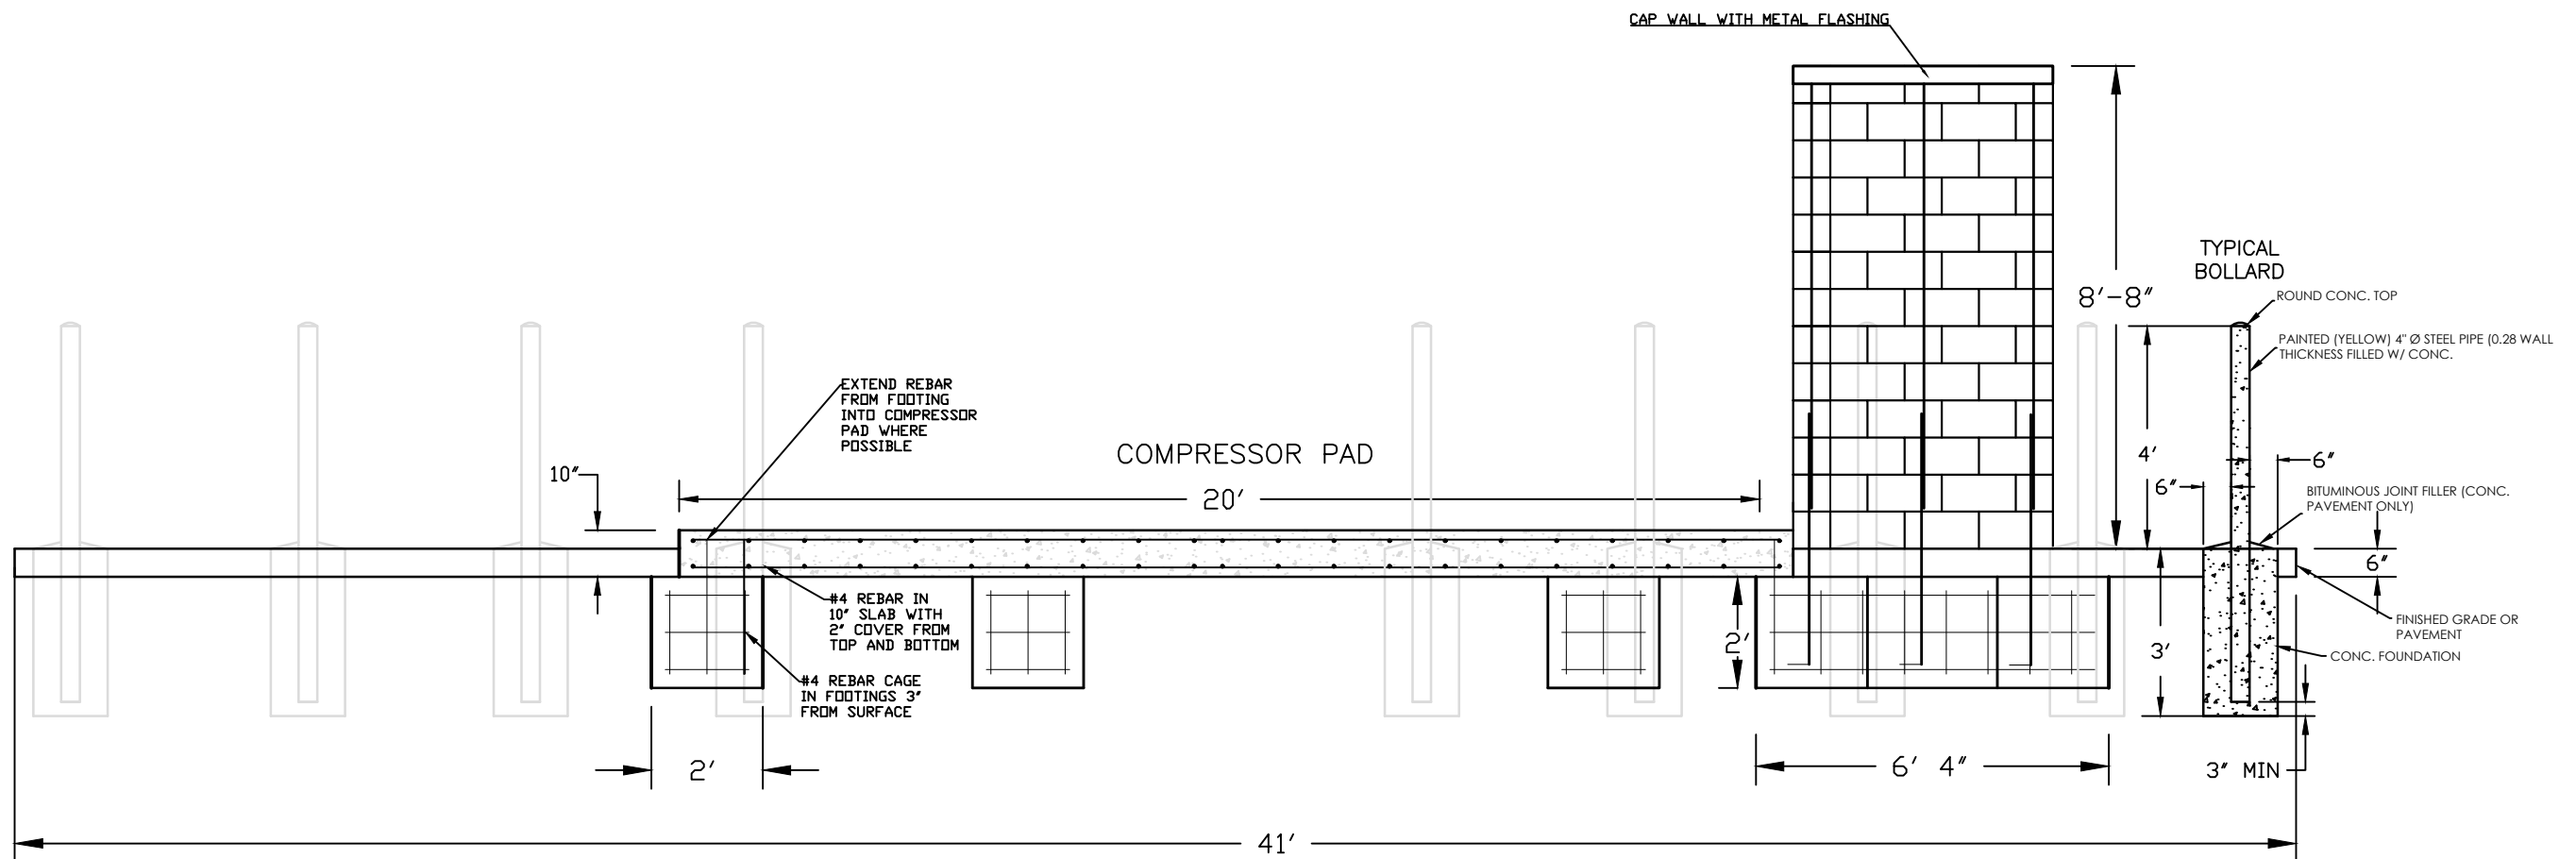 CAP WALL WITH METAL FLASHING
TYPICAL
BOLLARD
8'-8"
ROUND CONC. TOP
PAINTED (YELLOW) 4" Ø STEEL PIPE (0.28 WALL
THICKNESS FILLED W/ CONC.
EXTEND REBAR
FROM FOOTING
INTO COMPRESSOR
PAD WHERE
POSSIBLE
COMPRESSOR PAD
10"
20'
4'
6"
6"
BITUMINOUS JOINT FILLER (CONC.
PAVEMENT ONLY)
6"
#4 REBAR IN
10" SLAB WITH
2" COVER FROM
TOP AND BOTTOM
2'
3'
FINISHED GRADE OR
PAVEMENT
CONC. FOUNDATION
#4 REBAR CAGE
IN FOOTINGS 3"
FROM SURFACE
2'
6' 4"
3" MIN
41'